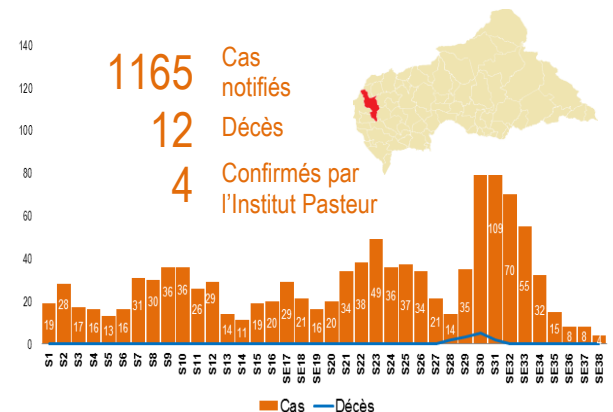 140
120
100
80
60
40
20
0
1165 Cas notifiés
12 Décès
4 Confirmés par l'Institut Pasteur
19 28 17 16 13 16 31 30 36 36 26 29 14 11 19 20 29 21 16 20 34 38 49 36 37 34 21 14 35 109 70 55 32 15 8 8 4
S1 S2 S3 S4 S5 S6 S7 S8 S9 S10 S11 S12 S13 S14 S15 S16 SE17 SE18 SE19 S20 S21 S22 S23 S24 S25 S26 S27 S28 S29 S30 S31 SE32 SE33 SE34 SE35 SE36 SE37 SE38
Cas Décès